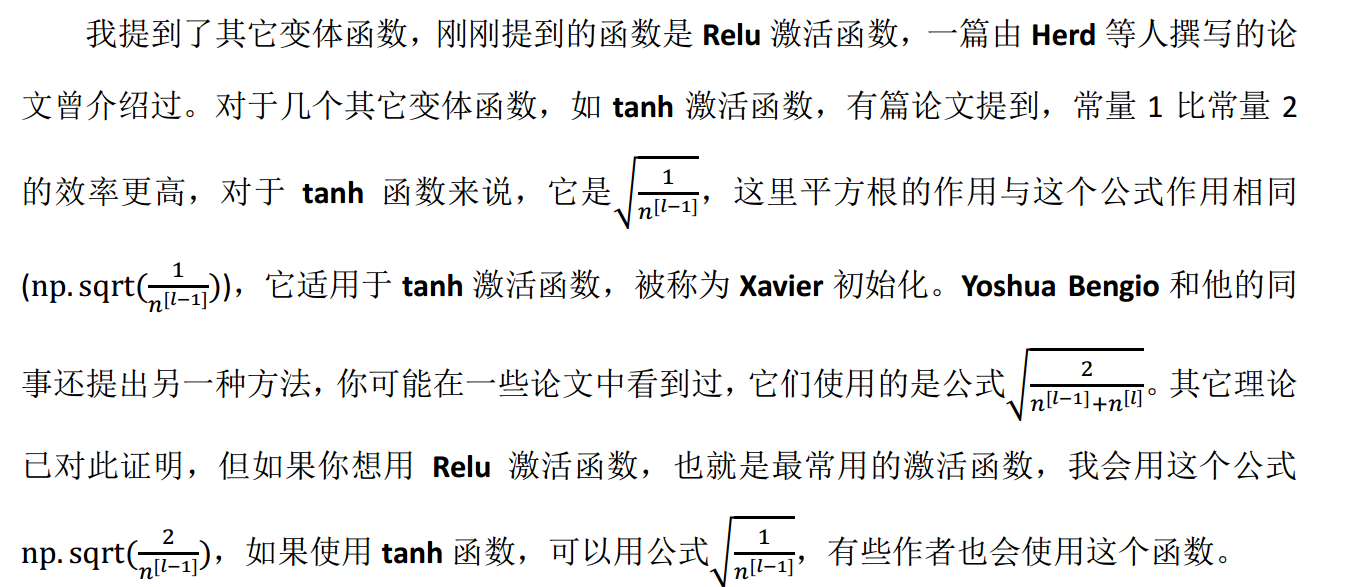 我提到了其它变体函数，刚刚提到的函数是 Relu 激活函数，一篇由 Herd 等人撰写的论
文曾介绍过。对于几个其它变体函数，如 tanh 激活函数，有篇论文提到，常量 1 比常量 2
的效率更高，对于 tanh 函数来说，它是√(1/n^[l−1])，这里平方根的作用与这个公式作用相同
(np.sqrt(1/n^[l−1]))，它适用于 tanh 激活函数，被称为 Xavier 初始化。Yoshua Bengio 和他的同
事还提出另一种方法，你可能在一些论文中看到过，它们使用的是公式√(2/(n^[l−1]+n^[l]))。其它理论
已对此证明，但如果你想用 Relu 激活函数，也就是最常用的激活函数，我会用这个公式
np.sqrt(2/n^[l−1])，如果使用 tanh 函数，可以用公式√(1/n^[l−1])，有些作者也会使用这个函数。